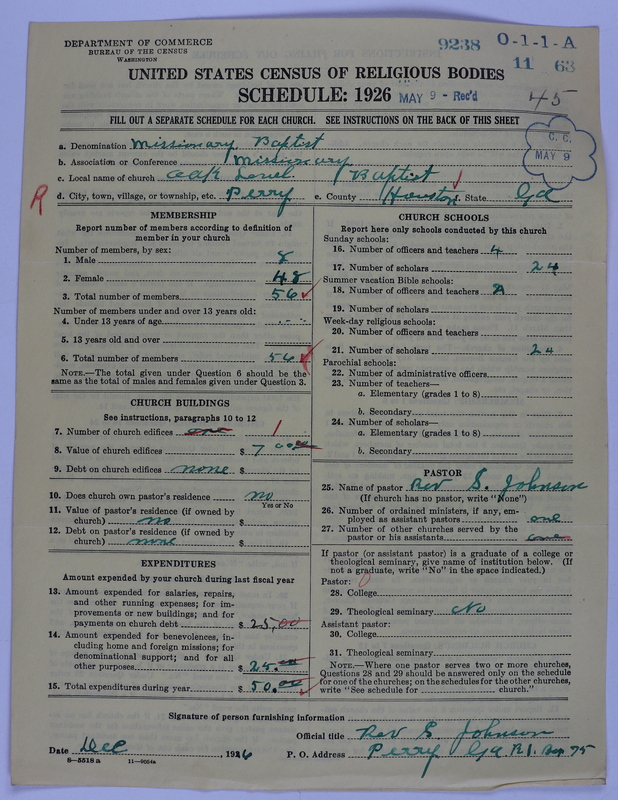 DEPARTMENT OF COMMERCE
BUREAU OF THE CENSUS
WASHINGTON
9238 O-1-1-A
11 63
UNITED STATES CENSUS OF RELIGIOUS BODIES
SCHEDULE: 1926 MAY 9 - Rec'd
45
FILL OUT A SEPARATE SCHEDULE FOR EACH CHURCH. SEE INSTRUCTIONS ON THE BACK OF THIS SHEET
C. C.
MAY 9
a. Denomination Missionary Baptist
b. Association or Conference Missionary
c. Local name of church Baptist
R
d. City, town, village, or township, etc. Perry e. County Houston f. State Ga
MEMBERSHIP
Report number of members according to definition of
member in your church
Number of members, by sex:
1. Male 8
2. Female 48
3. Total number of members 56
Number of members under and over 13 years old:
4. Under 13 years of age
5. 13 years old and over
6. Total number of members 56
NOTE.—The total given under Question 6 should be the
same as the total of males and females given under Question 3.
CHURCH BUILDINGS
See instructions, paragraphs 10 to 12
7. Number of church edifices one 1
8. Value of church edifices $
9. Debt on church edifices none $
10. Does church own pastor's residence no
Yes or No
11. Value of pastor's residence (if owned by
church) no $
12. Debt on pastor's residence (if owned by
church) none $
EXPENDITURES
Amount expended by your church during last fiscal year
13. Amount expended for salaries, repairs,
and other running expenses; for im-
provements or new buildings; and for
payments on church debt $ 25,00
14. Amount expended for benevolences, in-
cluding home and foreign missions; for
denominational support; and for all
other purposes $ 25.00
15. Total expenditures during year $ 50.00
CHURCH SCHOOLS
Report here only schools conducted by this church
Sunday schools:
16. Number of officers and teachers 4
17. Number of scholars 24
Summer vacation Bible schools:
18. Number of officers and teachers
19. Number of scholars
Week-day religious schools:
20. Number of officers and teachers
21. Number of scholars 24
Parochial schools:
22. Number of administrative officers
23. Number of teachers—
a. Elementary (grades 1 to 8)
b. Secondary
24. Number of scholars—
a. Elementary (grades 1 to 8)
b. Secondary
PASTOR
25. Name of pastor Rev S. Johnson
(If church has no pastor, write "None")
26. Number of ordained ministers, if any, em-
ployed as assistant pastors one
27. Number of other churches served by the
pastor or his assistants one
If pastor (or assistant pastor) is a graduate of a college or
theological seminary, give name of institution below. (If
not a graduate, write "No" in the space indicated.)
Pastor: 0
28. College
29. Theological seminary No
Assistant pastor:
30. College
31. Theological seminary
NOTE.—Where one pastor serves two or more churches,
Questions 28 and 29 should be answered only on the schedule
for one of the churches; on the schedules for the other churches,
write "See schedule for church."
Signature of person furnishing information
Official title Rev S. Johnson
Date Dec , 1926 P. O. Address Perry Ga R1. 75
8—5518 a 11—9554a